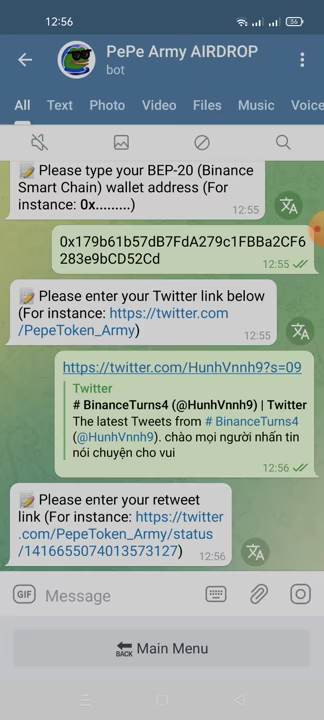 12:56
56
PePe Army AIRDROP
bot
All Text Photo Video Files Music Voice
📝 Please type your BEP-20 (Binance
Smart Chain) wallet address (For
instance: 0x.........)
12:55
0x179b61b57dB7FdA279c1FBBa2CF6
283e9bCD52Cd
12:55
📝 Please enter your Twitter link below
(For instance: https://twitter.com
/PepeToken_Army)
12:55
https://twitter.com/HunhVnnh9?s=09
Twitter
# BinanceTurns4 (@HunhVnnh9) | Twitter
The latest Tweets from # BinanceTurns4
(@HunhVnnh9). chào mọi người nhấn tin
nói chuyện cho vui
12:56
📝 Please enter your retweet
link (For instance: https://twitter
.com/PepeToken_Army/status
/1416655074013573127)
12:56
GIF Message
BACK Main Menu